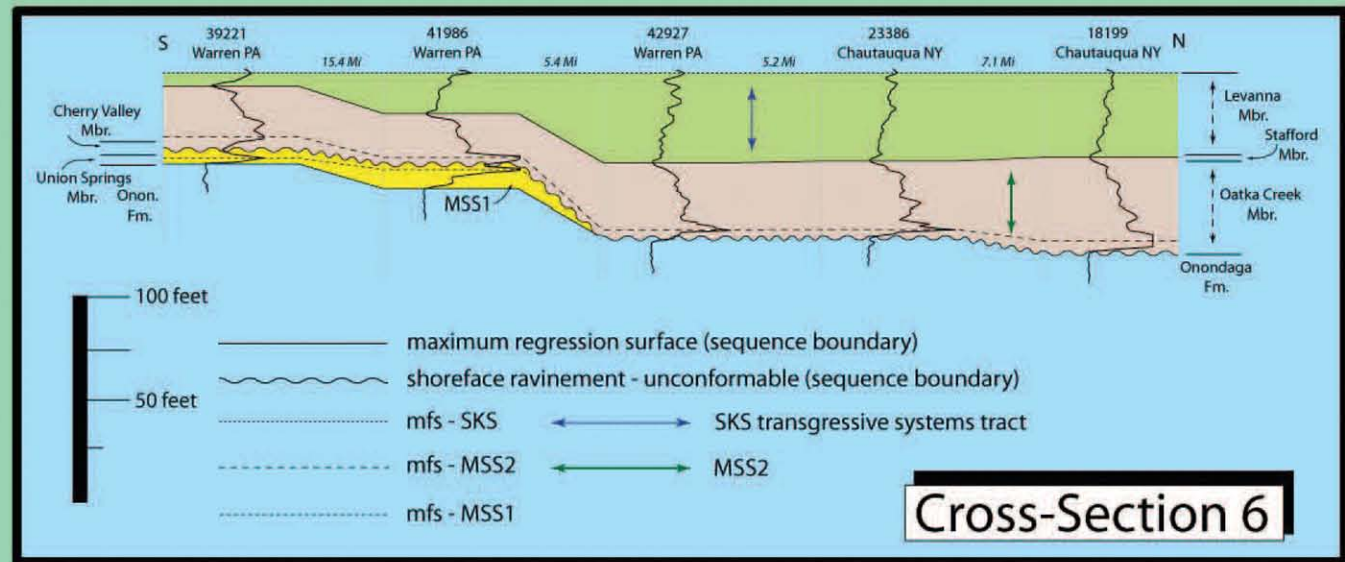 39221
41986
42927
23386
18199
S
Warren PA
Warren PA
Warren PA
Chautauqua NY
Chautauqua NY
N
15.4 Mi
5.4 Mi
5.2 Mi
7.1 Mi
Cherry Valley
Mbr.
Union Springs
Mbr.
Onon.
Fm.
MSS1
Levanna
Mbr.
Stafford
Mbr.
Oatka Creek
Mbr.
Onondaga
Fm.
100 feet
50 feet
maximum regression surface (sequence boundary)
shoreface ravinement - unconformable (sequence boundary)
mfs - SKS
SKS transgressive systems tract
mfs - MSS2
MSS2
mfs - MSS1
Cross-Section 6